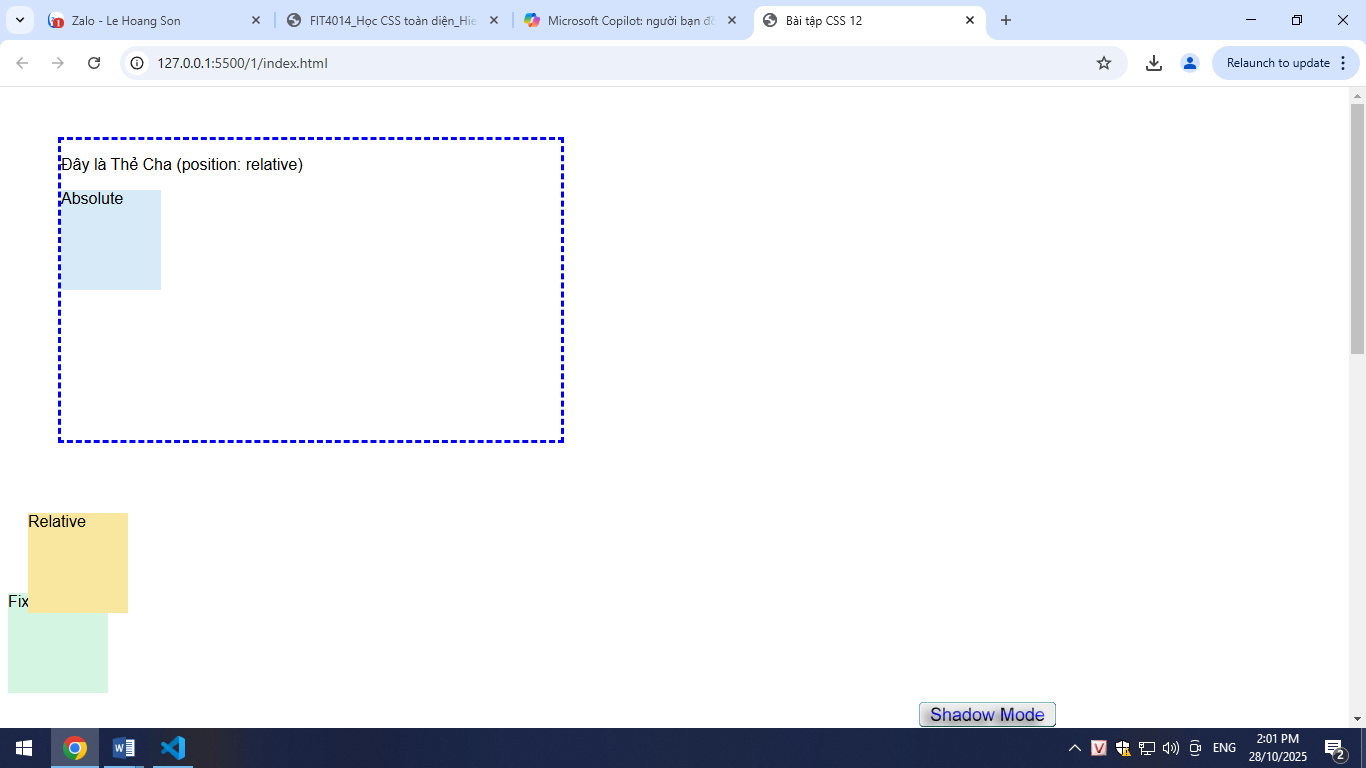 Zalo - Le Hoang Son
FIT4014_Học CSS toàn diện_Hie
Microsoft Copilot: người bạn đồ
Bài tập CSS 12
127.0.0.1:5500/1/index.html
Relaunch to update
Đây là Thẻ Cha (position: relative)
Absolute
Relative
Fix
Shadow Mode
ENG
2:01 PM
28/10/2025
2